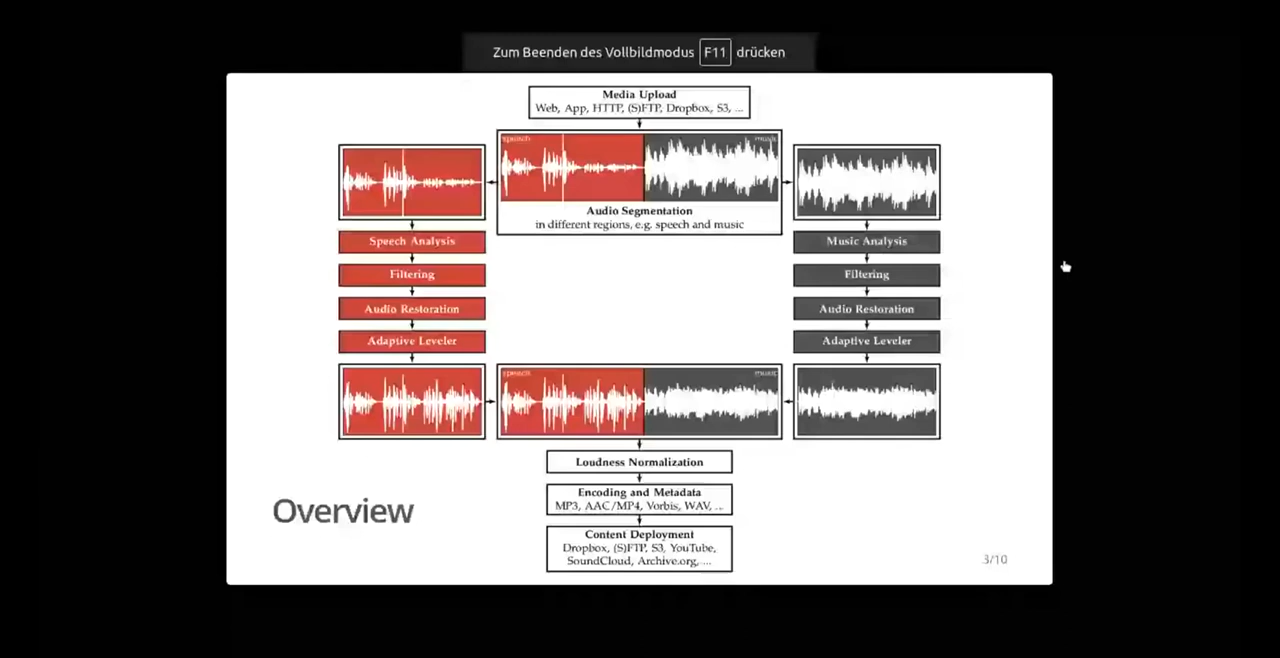 Zum Beenden des Vollbildmodus F11 drücken
Media Upload
Web, App, HTTP, (S)FTP, Dropbox, S3, ...
speech
music
Audio Segmentation
in different regions, e.g. speech and music
Speech Analysis
Filtering
Audio Restoration
Adaptive Leveler
Music Analysis
Filtering
Audio Restoration
Adaptive Leveler
speech
music
Loudness Normalization
Encoding and Metadata
MP3, AAC/MP4, Vorbis, WAV, ...
Content Deployment
Dropbox, (S)FTP, S3, YouTube,
SoundCloud, Archive.org, ...
Overview
3/10